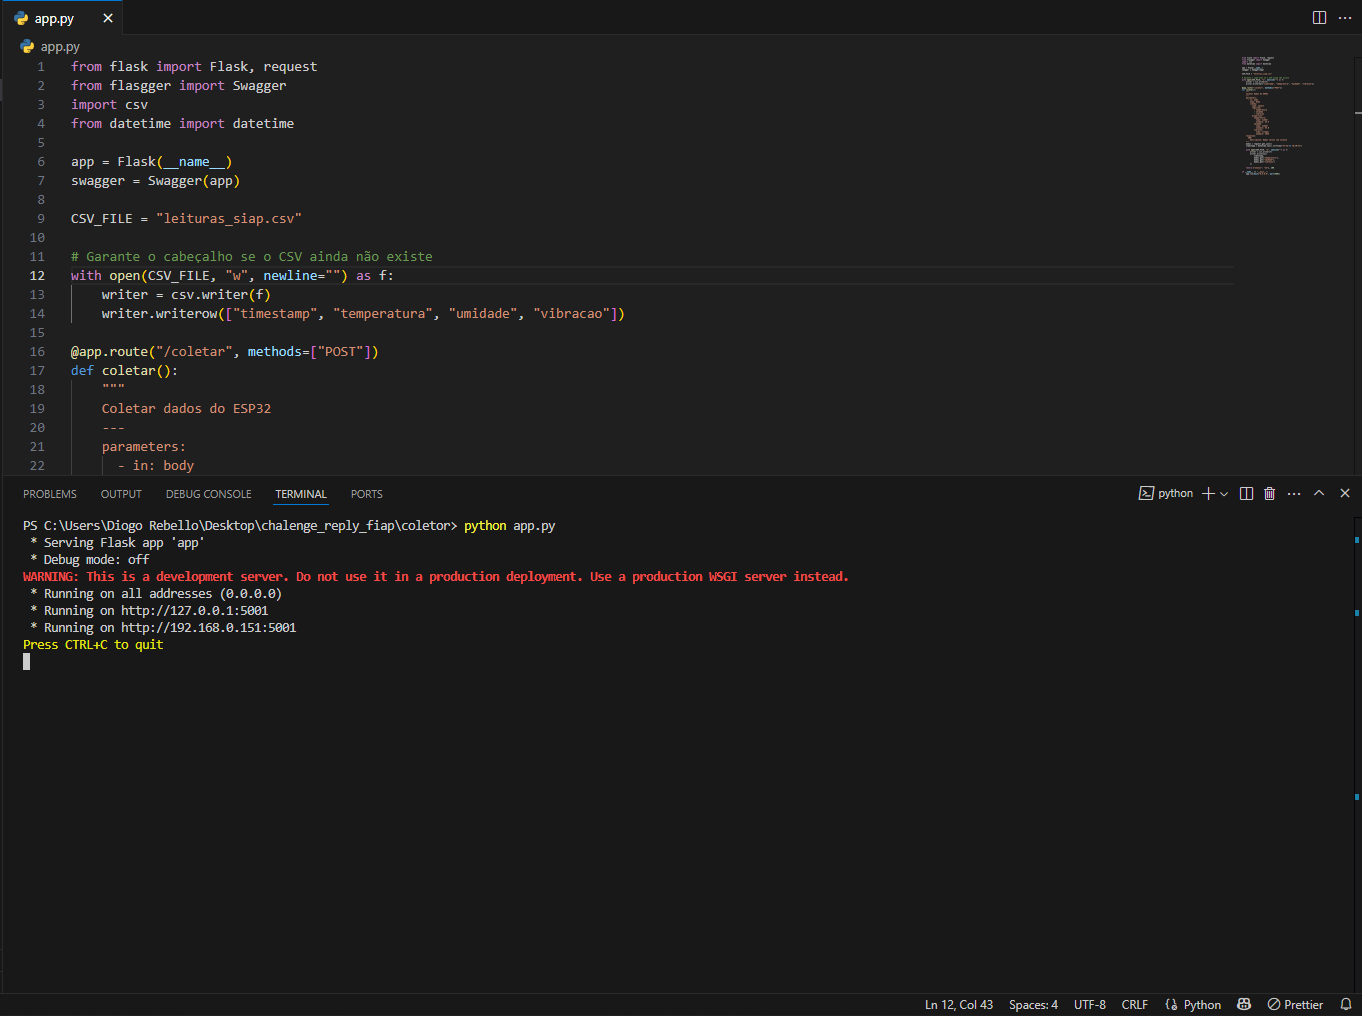 app.py
app.py
1 from flask import Flask, request
2 from flasgger import Swagger
3 import csv
4 from datetime import datetime
5
6 app = Flask(__name__)
7 swagger = Swagger(app)
8
9 CSV_FILE = "leituras_siap.csv"
10
11 # Garante o cabeçalho se o CSV ainda não existe
12 with open(CSV_FILE, "w", newline="") as f:
13     writer = csv.writer(f)
14     writer.writerow(["timestamp", "temperatura", "umidade", "vibracao"])
15
16 @app.route("/coletar", methods=["POST"])
17 def coletar():
18     """
19     Coletar dados do ESP32
20     ---
21     parameters:
22       - in: body
PROBLEMS OUTPUT DEBUG CONSOLE TERMINAL PORTS python
PS C:\Users\Diogo Rebello\Desktop\chalenge_reply_fiap\coletor> python app.py
 * Serving Flask app 'app'
 * Debug mode: off
WARNING: This is a development server. Do not use it in a production deployment. Use a production WSGI server instead.
 * Running on all addresses (0.0.0.0)
 * Running on http://127.0.0.1:5001
 * Running on http://192.168.0.151:5001
Press CTRL+C to quit
Ln 12, Col 43 Spaces: 4 UTF-8 CRLF Python Prettier